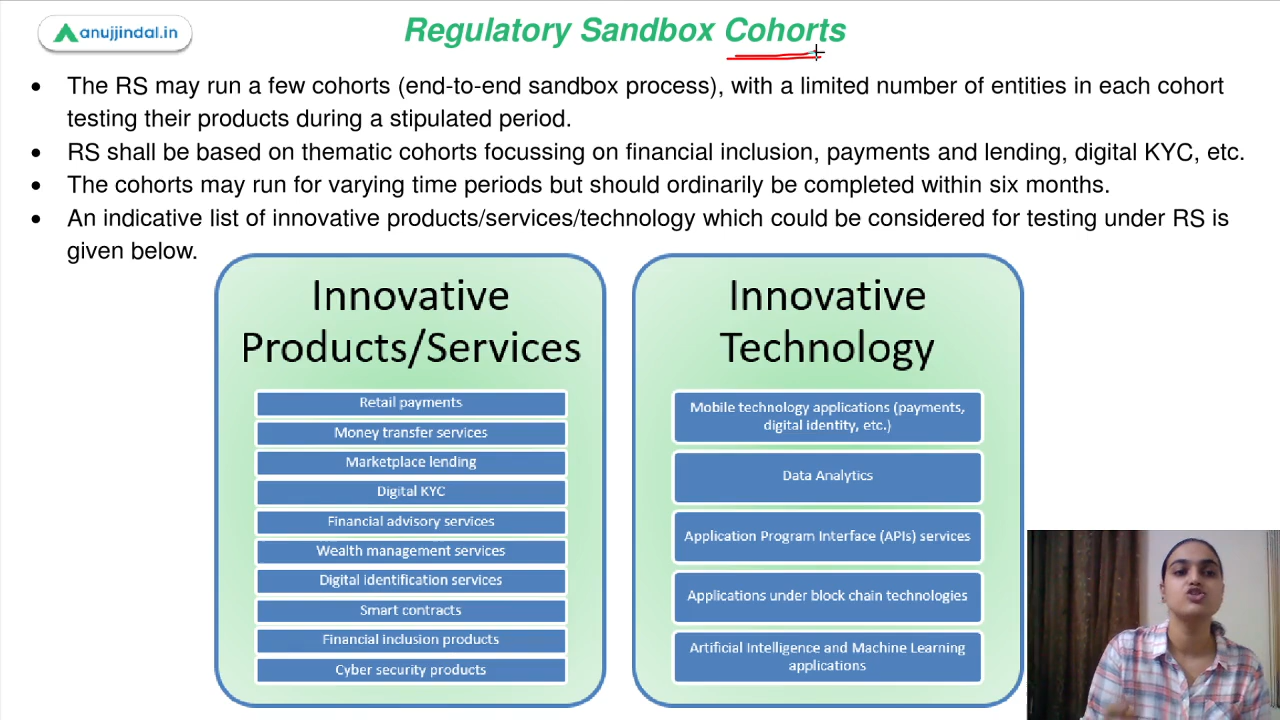 anujjindal.in
Regulatory Sandbox Cohorts
• The RS may run a few cohorts (end-to-end sandbox process), with a limited number of entities in each cohort
testing their products during a stipulated period.
• RS shall be based on thematic cohorts focussing on financial inclusion, payments and lending, digital KYC, etc.
• The cohorts may run for varying time periods but should ordinarily be completed within six months.
• An indicative list of innovative products/services/technology which could be considered for testing under RS is
given below.
Innovative
Products/Services
Retail payments
Money transfer services
Marketplace lending
Digital KYC
Financial advisory services
Wealth management services
Digital identification services
Smart contracts
Financial inclusion products
Cyber security products
Innovative
Technology
Mobile technology applications (payments,
digital identity, etc.)
Data Analytics
Application Program Interface (APIs) services
Applications under block chain technologies
Artificial Intelligence and Machine Learning
applications